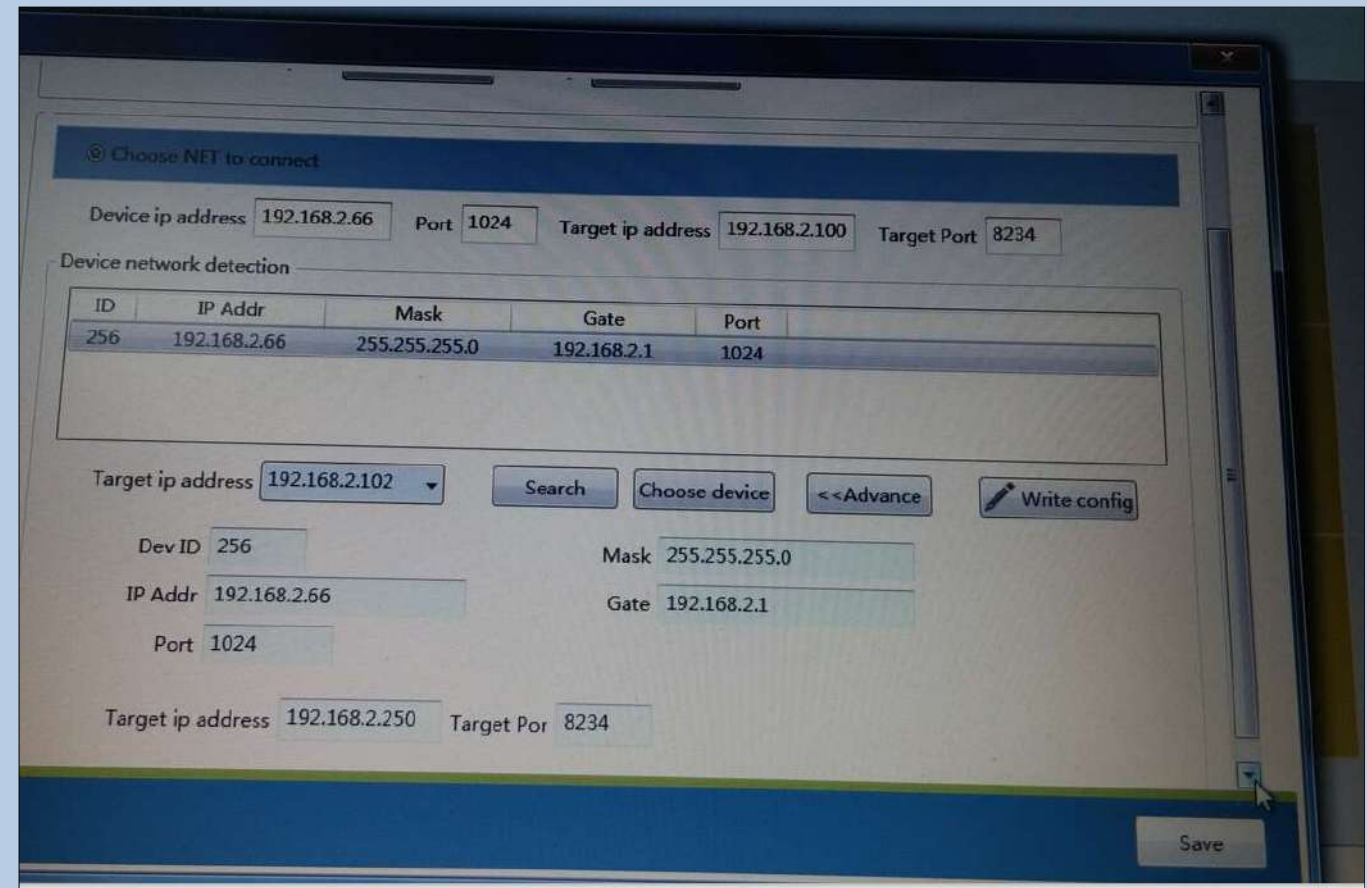 Choose NET to connect
Device ip address 192.168.2.66 Port 1024 Target ip address 192.168.2.100 Target Port 8234
Device network detection
ID IP Addr Mask Gate Port
256 192.168.2.66 255.255.255.0 192.168.2.1 1024
Target ip address 192.168.2.102 Search Choose device <<Advance Write config
Dev ID 256 Mask 255.255.255.0
IP Addr 192.168.2.66 Gate 192.168.2.1
Port 1024
Target ip address 192.168.2.250 Target Por 8234
Save